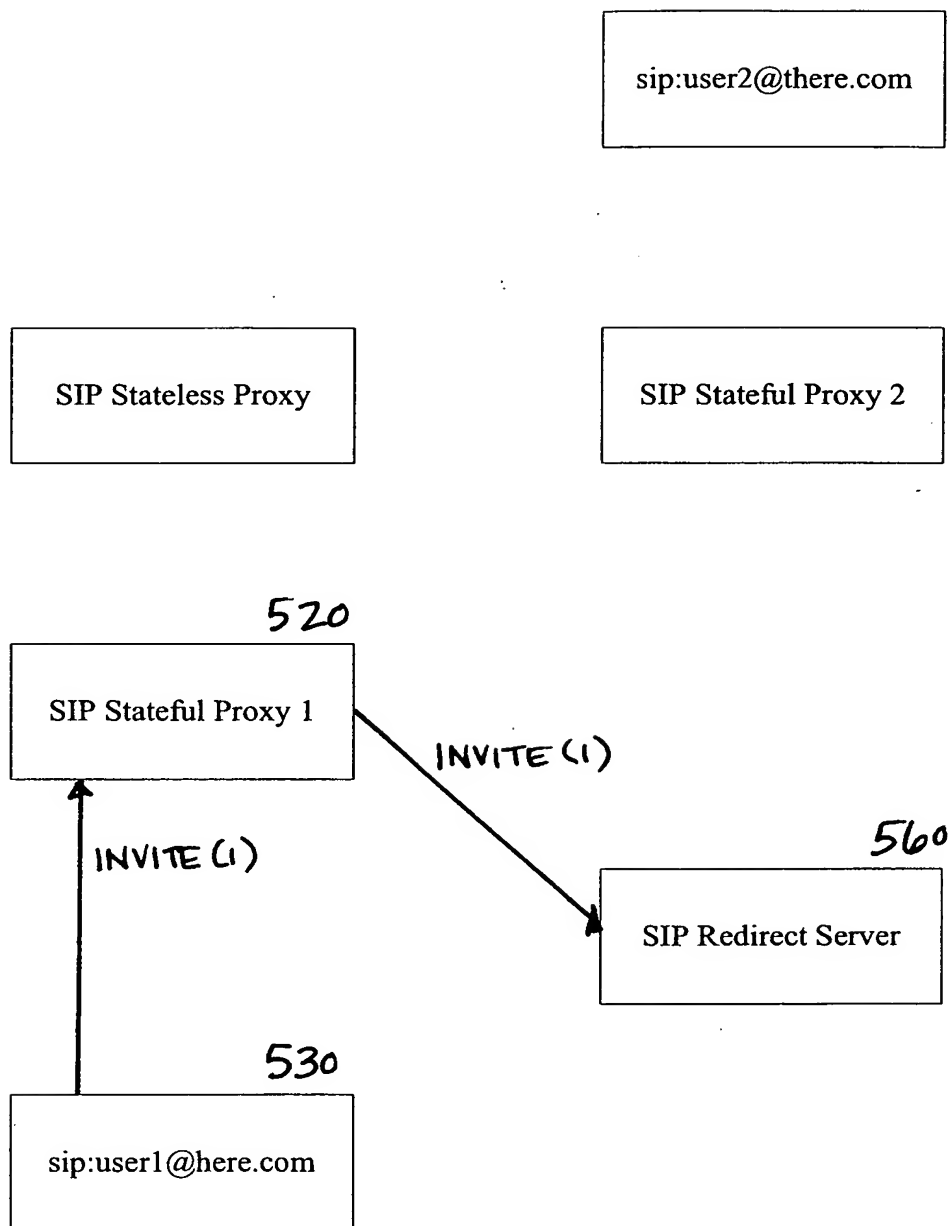 sip:user2@there.com
SIP Stateless Proxy
SIP Stateful Proxy 2
520
SIP Stateful Proxy 1
INVITE (1)
INVITE (1)
560
SIP Redirect Server
530
sip:user1@here.com